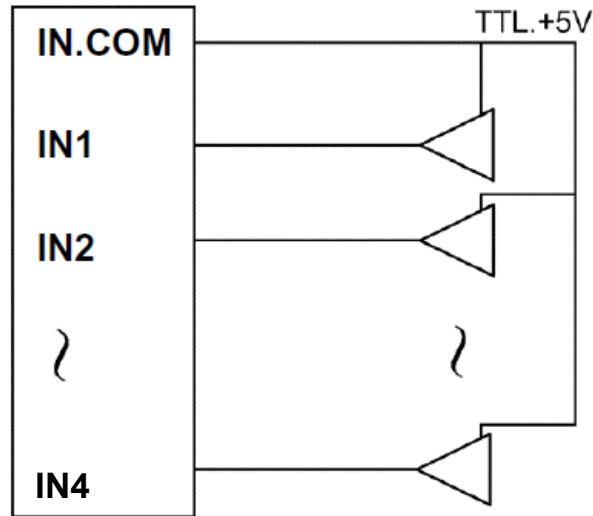 TTL.+5V
IN.COM
IN1
IN2
~
~
IN4